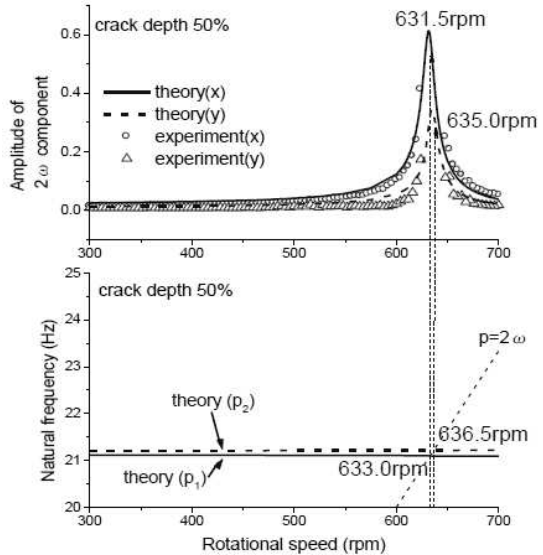 631.5rpm
crack depth 50%
0.6
theory(x)
theory(y)
experiment(x)
experiment(y)
635.0rpm
0.4
0.2
0.0
Amplitude of
2ω component
300
400
500
600
700
crack depth 50%
25
24
23
22
21
20
Natural frequency (Hz)
p=2ω
theory (p₂)
636.5rpm
theory (p₁)
633.0rpm
300
400
500
600
700
Rotational speed (rpm)